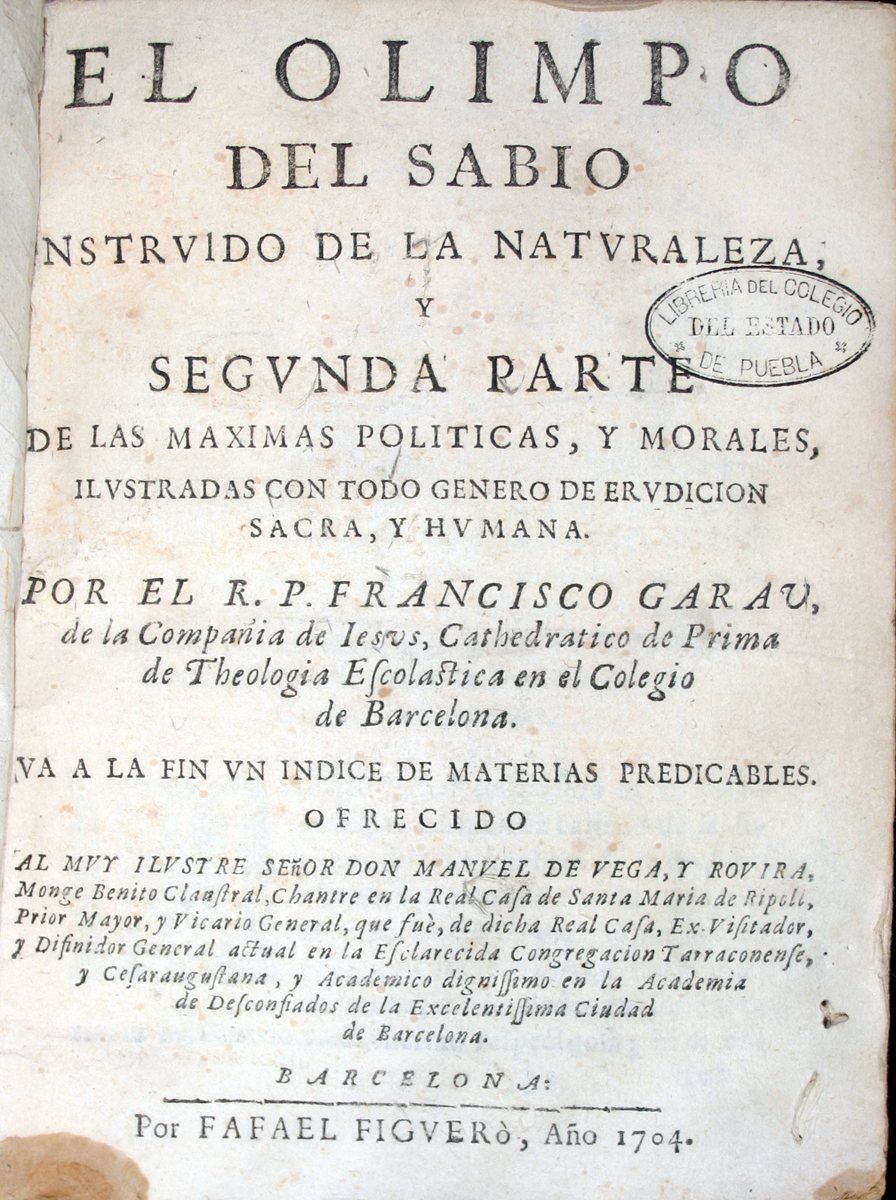 EL OLIMPO
DEL SABIO
INSTRVIDO DE LA NATVRALEZA,
Y
SEGVNDA PARTE
DE LAS MAXIMAS POLITICAS, Y MORALES,
ILVSTRADAS CON TODO GENERO DE ERVDICION
SACRA, Y HVMANA.
POR EL R. P. FRANCISCO GARAU,
de la Compañia de Iesvs, Cathedratico de Prima
de Theologia Eſcolaſtica en el Colegio
de Barcelona.
VA A LA FIN VN INDICE DE MATERIAS PREDICABLES.
OFRECIDO
AL MVY ILVSTRE SEñOR DON MANVEL DE VEGA, Y ROVIRA,
Monge Benito Clauſtral, Chantre en la Real Caſa de Santa Maria de Ripoll,
Prior Mayor, y Vicario General, que fuè, de dicha Real Caſa, Ex-Viſitador,
y Difinidor General actual en la Eſclarecida Congregacion Tarraconenſe,
y Ceſarauguſtana, y Academico digniſſimo en la Academia
de Deſconfiados de la Excelentiſſima Ciudad
de Barcelona.
BARCELONA:
Por FAFAEL FIGVERò, Año 1704.
LIBRERIA DEL COLEGIO
DEL ESTADO
DE PUEBLA